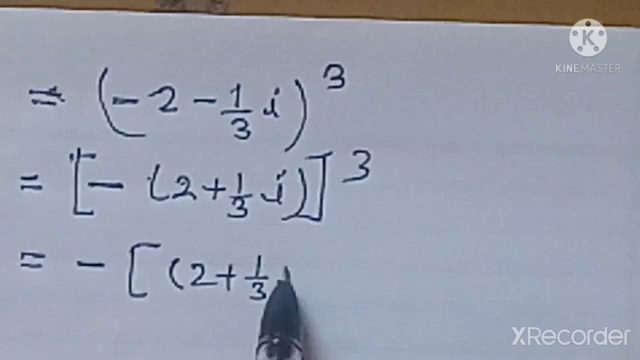 KINEMASTER
= (-2 - 1/3 i)^3
= [- (2 + 1/3 i)]^3
= - [(2 + 1/3
XRecorder